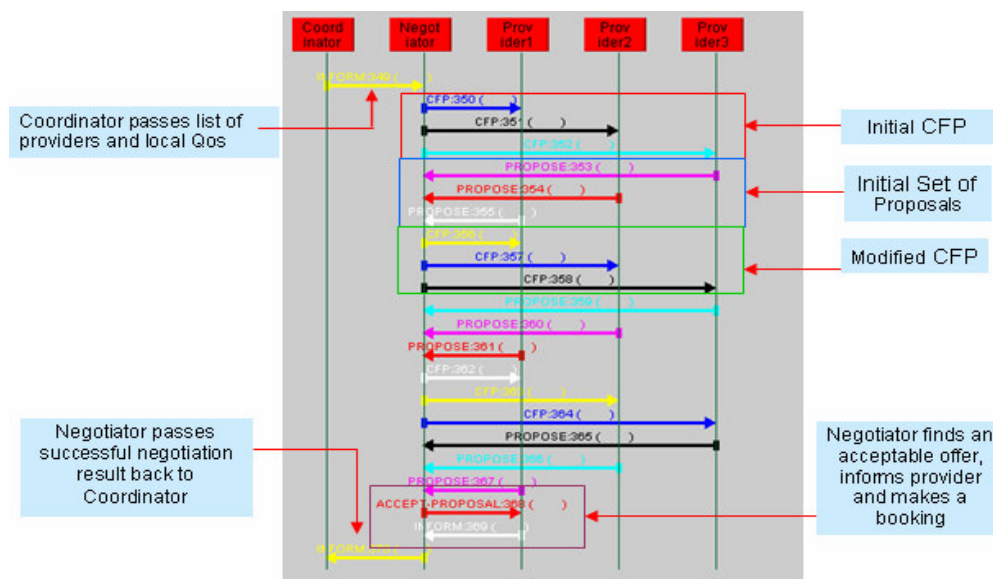 Coord Negot Prov Prov Prov
inator iator ider1 ider2 ider3
FORM:349 ( )
CFP:350 ( )
CFP:351 ( )
CFP:352 ( )
PROPOSE:353 ( )
PROPOSE:354 ( )
PROPOSE:355 ( )
CFP:356 ( )
CFP:357 ( )
CFP:358 ( )
PROPOSE:359 ( )
PROPOSE:360 ( )
PROPOSE:361 ( )
CFP:362 ( )
CFP:363 ( )
CFP:364 ( )
PROPOSE:365 ( )
PROPOSE:366 ( )
PROPOSE:367 ( )
ACCEPT-PROPOSAL:368 ( )
INFORM:369 ( )
Coordinator passes list of
providers and local Qos
Negotiator passes
successful negotiation
result back to
Coordinator
Initial CFP
Initial Set of
Proposals
Modified CFP
Negotiator finds an
acceptable offer,
informs provider
and makes a
booking